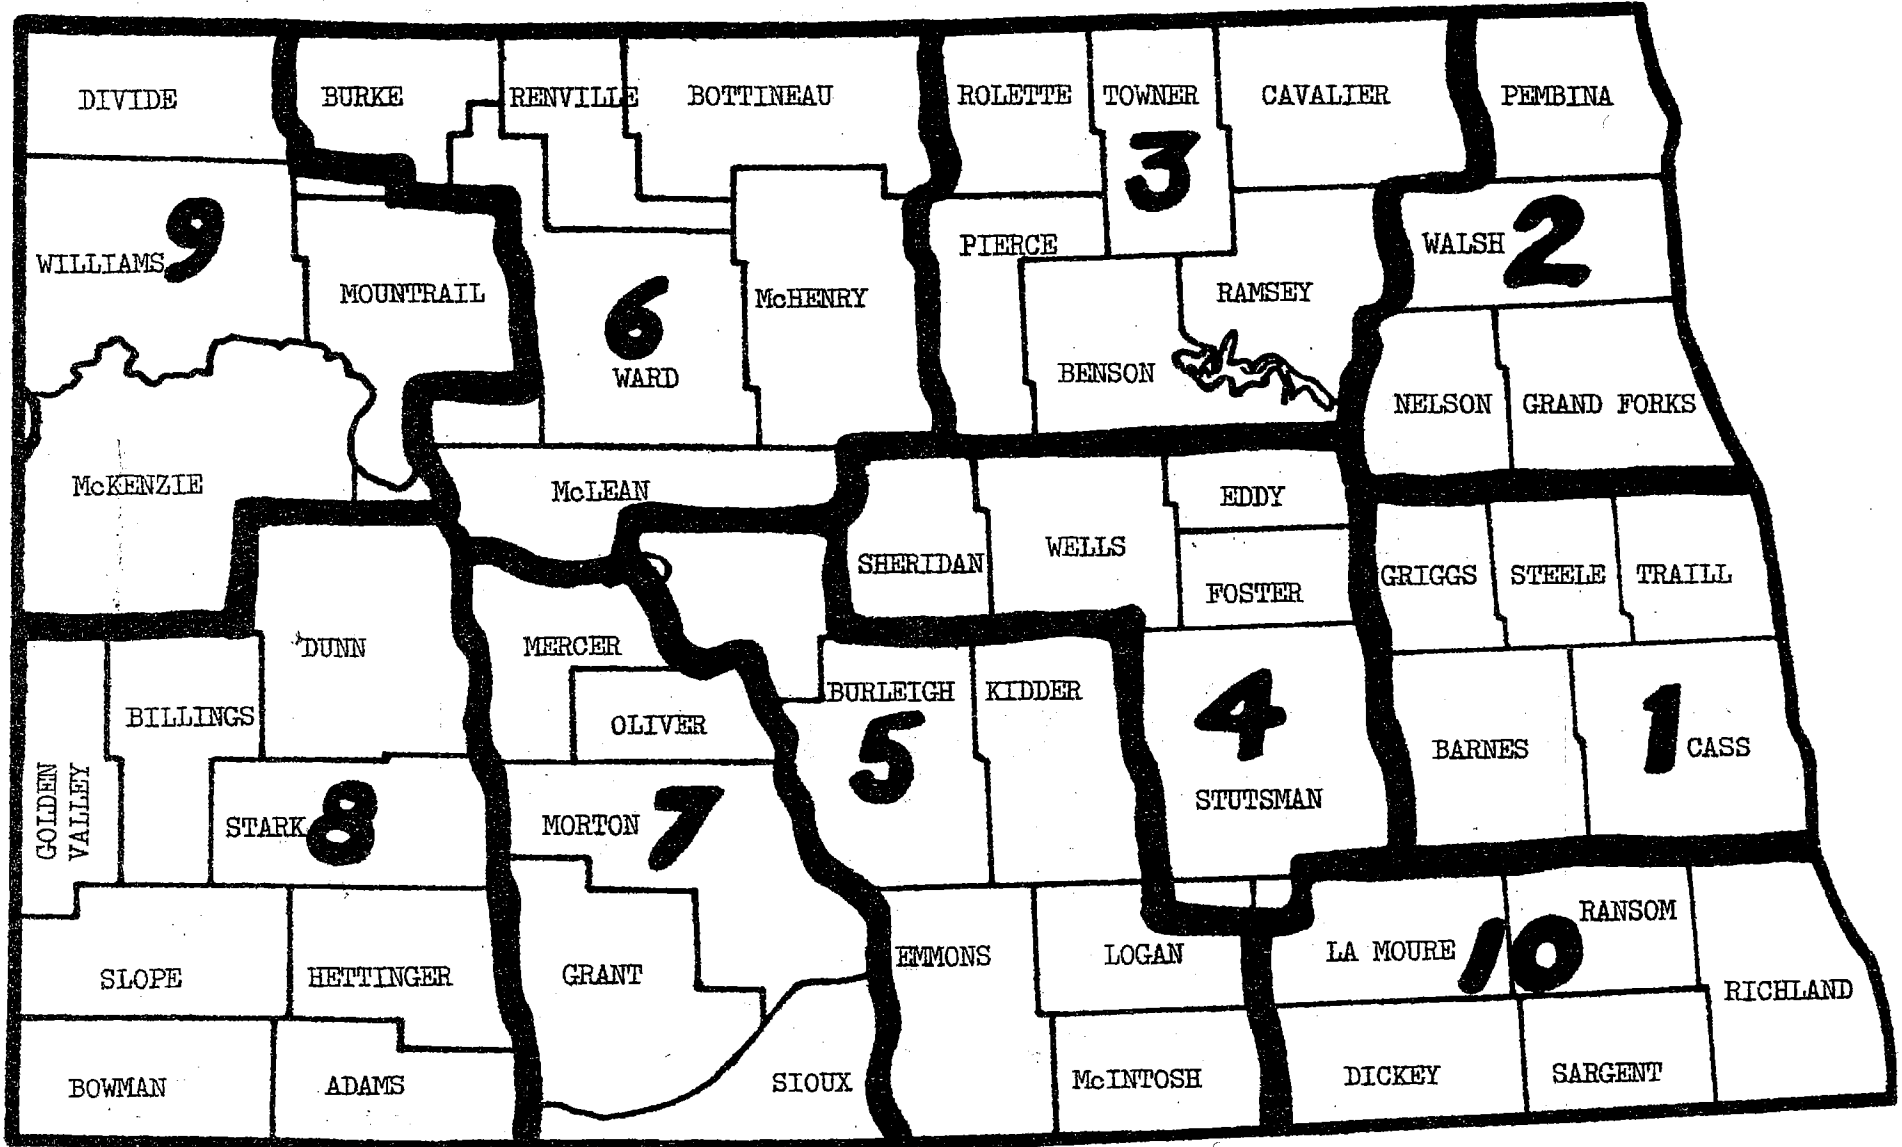 DIVIDE
BURKE
RENVILLE
BOTTINEAU
ROLETTE
TOWNER
CAVALIER
PEMBINA
3
9
WILLIAMS
MOUNTRAIL
6
WARD
McHENRY
PIERCE
BENSON
RAMSEY
WALSH
2
NELSON
GRAND FORKS
McKENZIE
McLEAN
SHERIDAN
WELLS
EDDY
FOSTER
GRIGGS
STEELE
TRAILL
DUNN
MERCER
OLIVER
BURLEIGH
KIDDER
5
4
STUTSMAN
BARNES
1
CASS
GOLDEN
VALLEY
BILLINGS
STARK
8
MORTON
7
SLOPE
HETTINGER
GRANT
EMMONS
LOGAN
LA MOURE
10
RANSOM
RICHLAND
BOWMAN
ADAMS
SIOUX
McINTOSH
DICKEY
SARGENT